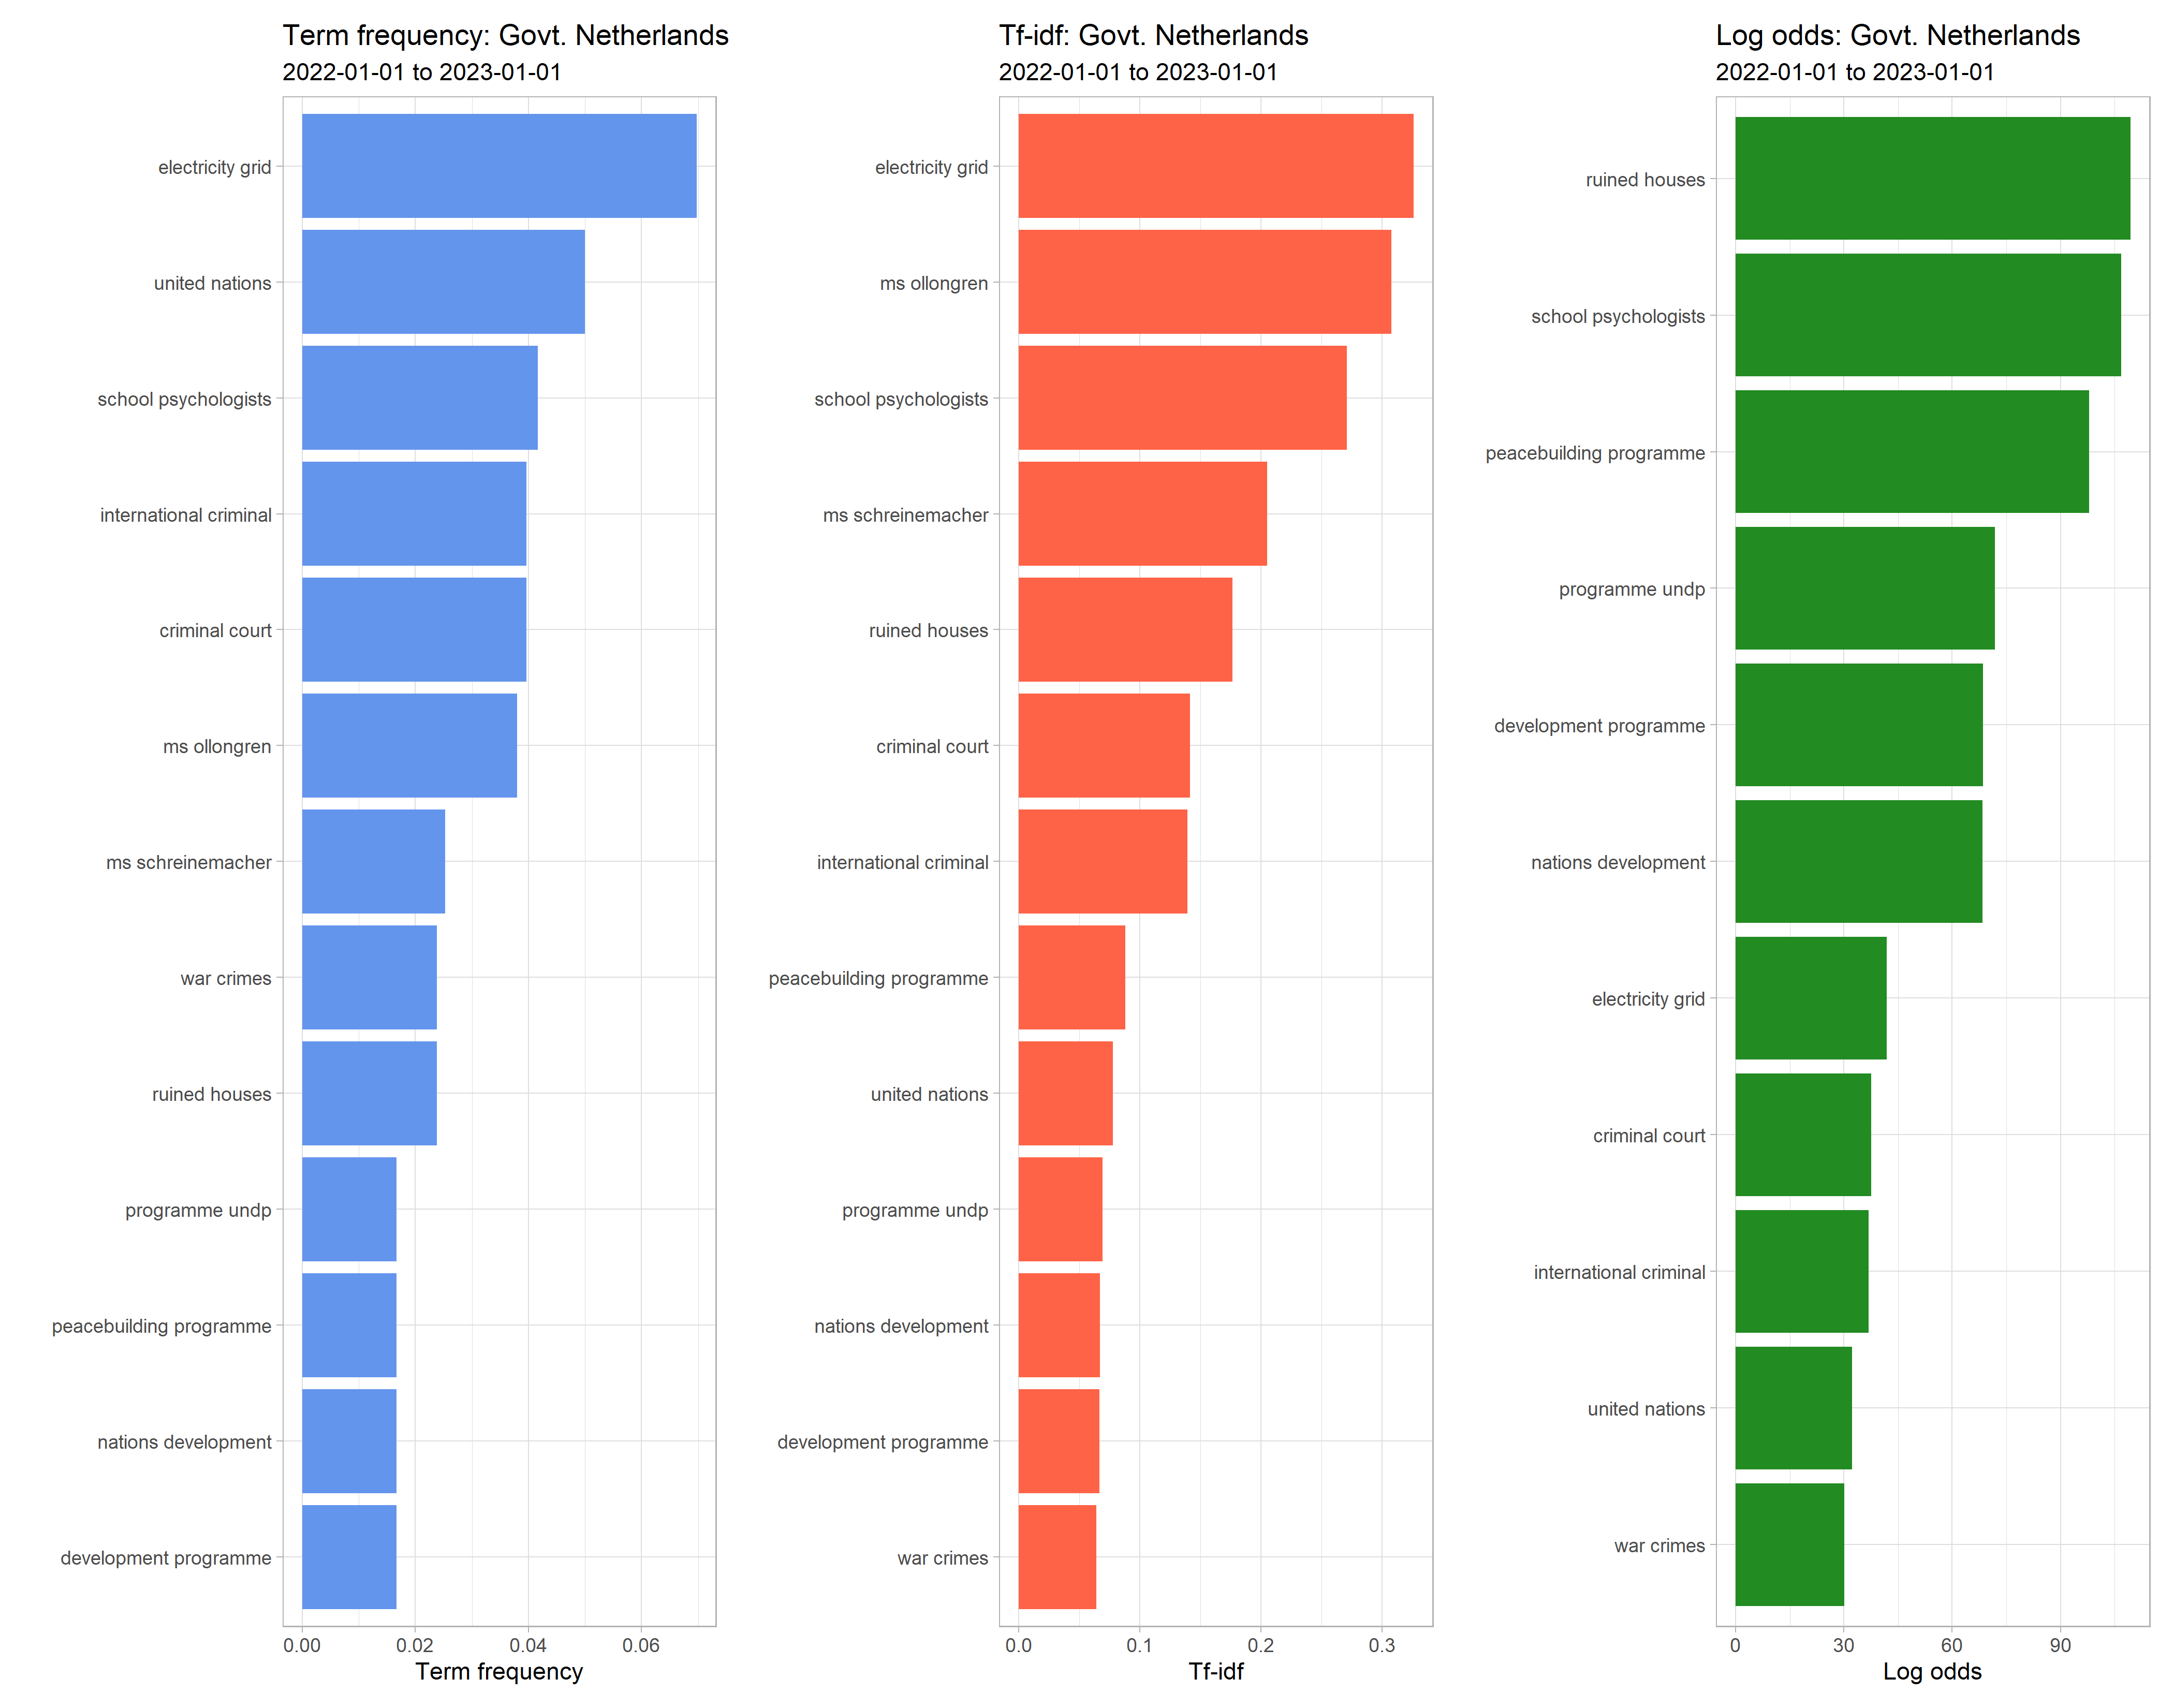 Term frequency: Govt. Netherlands
2022-01-01 to 2023-01-01
electricity grid
united nations
school psychologists
international criminal
criminal court
ms ollongren
ms schreinemacher
war crimes
ruined houses
programme undp
peacebuilding programme
nations development
development programme
0.00 0.02 0.04 0.06
Term frequency
Tf-idf: Govt. Netherlands
2022-01-01 to 2023-01-01
electricity grid
ms ollongren
school psychologists
ms schreinemacher
ruined houses
criminal court
international criminal
peacebuilding programme
united nations
programme undp
nations development
development programme
war crimes
0.0 0.1 0.2 0.3
Tf-idf
Log odds: Govt. Netherlands
2022-01-01 to 2023-01-01
ruined houses
school psychologists
peacebuilding programme
programme undp
development programme
nations development
electricity grid
criminal court
international criminal
united nations
war crimes
0 30 60 90
Log odds